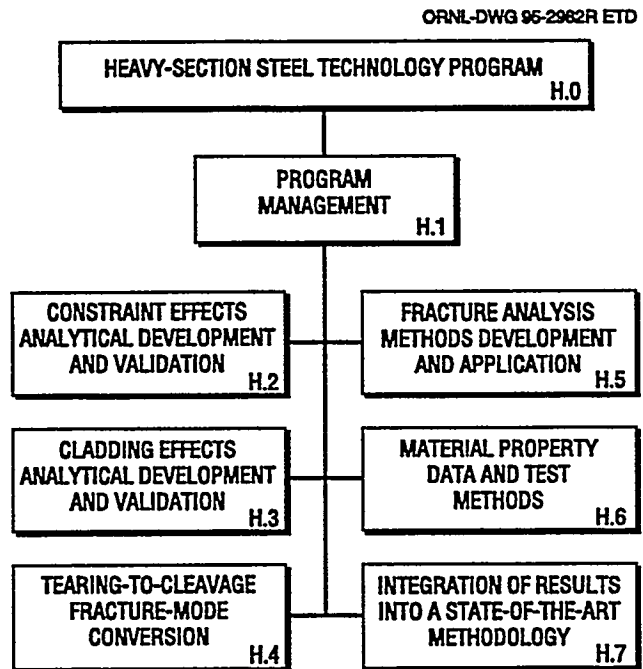 ORNL-DWG 95-2982R ETD
HEAVY-SECTION STEEL TECHNOLOGY PROGRAM
H.0
PROGRAM
MANAGEMENT
H.1
CONSTRAINT EFFECTS
ANALYTICAL DEVELOPMENT
AND VALIDATION
H.2
FRACTURE ANALYSIS
METHODS DEVELOPMENT
AND APPLICATION
H.5
CLADDING EFFECTS
ANALYTICAL DEVELOPMENT
AND VALIDATION
H.3
MATERIAL PROPERTY
DATA AND TEST
METHODS
H.6
TEARING-TO-CLEAVAGE
FRACTURE-MODE
CONVERSION
H.4
INTEGRATION OF RESULTS
INTO A STATE-OF-THE-ART
METHODOLOGY
H.7